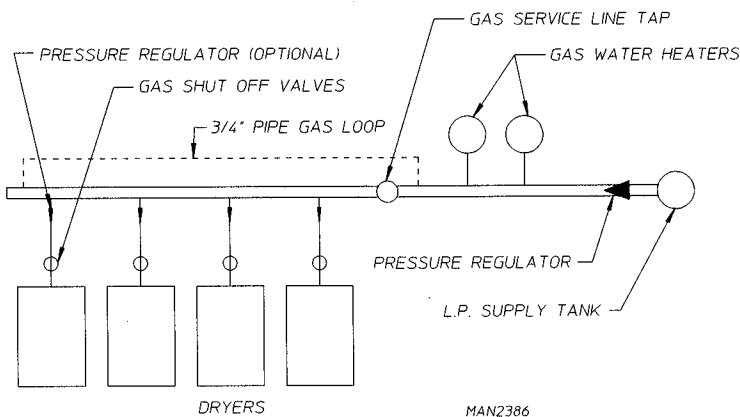 GAS SERVICE LINE TAP
PRESSURE REGULATOR (OPTIONAL)
GAS WATER HEATERS
GAS SHUT OFF VALVES
3/4" PIPE GAS LOOP
PRESSURE REGULATOR
L.P. SUPPLY TANK
DRYERS
MAN2386